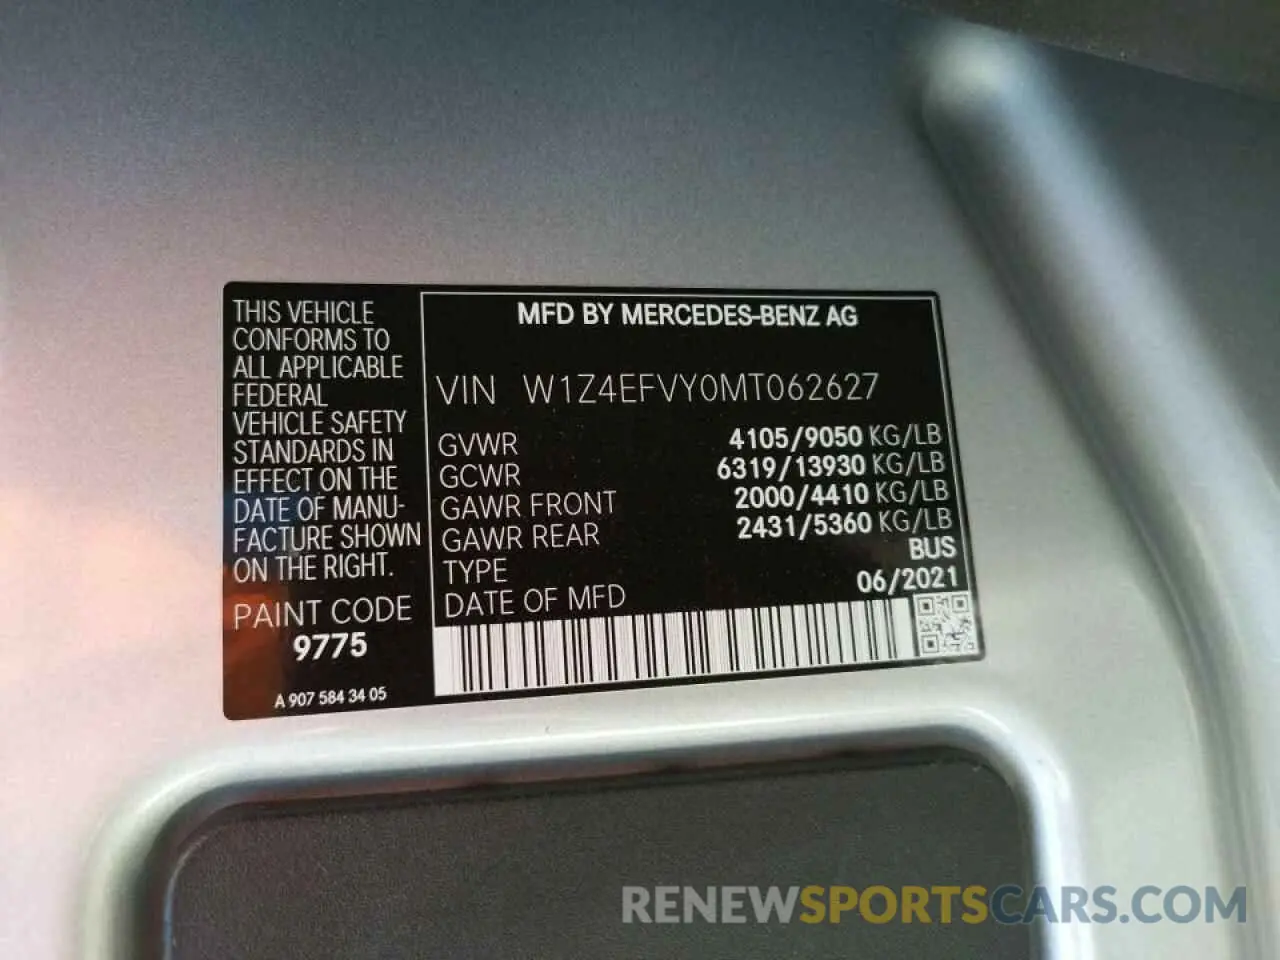 THIS VEHICLE
CONFORMS TO
ALL APPLICABLE
FEDERAL
VEHICLE SAFETY
STANDARDS IN
EFFECT ON THE
DATE OF MANU-
FACTURE SHOWN
ON THE RIGHT.
PAINT CODE
9775
A 907 584 34 05
MFD BY MERCEDES-BENZ AG
VIN W1Z4EFVY0MT062627
GVWR 4105/9050 KG/LB
GCWR 6319/13930 KG/LB
GAWR FRONT 2000/4410 KG/LB
GAWR REAR 2431/5360 KG/LB
TYPE BUS
DATE OF MFD 06/2021
RENEWSPORTSCARS.COM